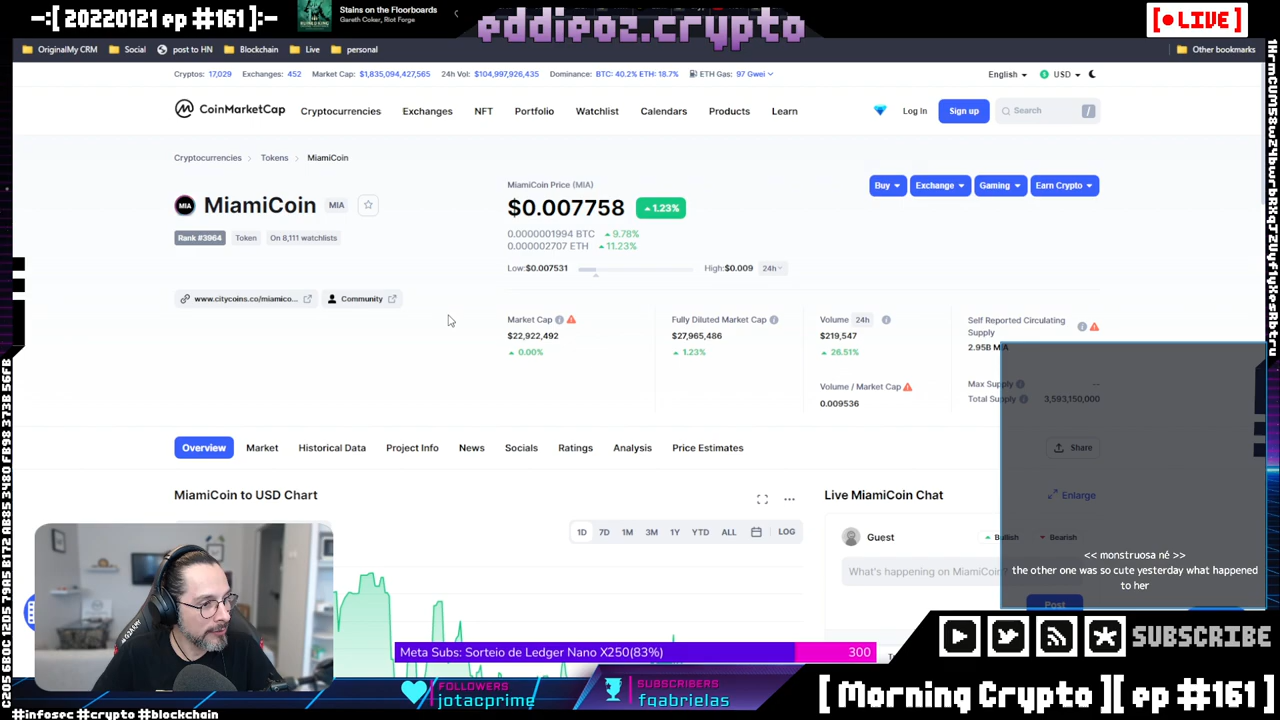 -:[ 20220121 ep #161 ]:-
Stains on the Floorboards
Gareth Coker, Riot Forge
eddieoz.crypto
[ ● LIVE ]
OriginalMy CRM
Social
post to HN
Blockchain
Live
personal
Other bookmarks
Cryptos: 17,029
Exchanges: 452
Market Cap: $1,835,094,427,565
24h Vol: $104,997,926,435
Dominance: BTC: 40.2% ETH: 18.7%
ETH Gas: 97 Gwei
English
USD
CoinMarketCap
Cryptocurrencies
Exchanges
NFT
Portfolio
Watchlist
Calendars
Products
Learn
Log In
Sign up
Search
/
Cryptocurrencies
Tokens
MiamiCoin
MIA
MiamiCoin
MIA
Rank #3964
Token
On 8,111 watchlists
www.citycoins.co/miamico...
Community
MiamiCoin Price (MIA)
$0.007758
1.23%
0.0000001994 BTC
9.78%
0.000002707 ETH
11.23%
Low:$0.007531
High:$0.009
24h
Buy
Exchange
Gaming
Earn Crypto
Market Cap
$22,922,492
0.00%
Fully Diluted Market Cap
$27,965,486
1.23%
Volume
24h
$219,547
26.51%
Volume / Market Cap
0.009536
Self Reported Circulating
Supply
2.95B MIA
Max Supply
--
Total Supply
3,593,150,000
Overview
Market
Historical Data
Project Info
News
Socials
Ratings
Analysis
Price Estimates
Share
MiamiCoin to USD Chart
1D
7D
1M
3M
1Y
YTD
ALL
LOG
Live MiamiCoin Chat
Enlarge
Guest
Bullish
Bearish
What's happening on MiamiCoin
Post
<< monstruosa né >>
the other one was so cute yesterday what happened
to her
Meta Subs: Sorteio de Ledger Nano X250(83%)
300
FOLLOWERS
jotacprime
SUBSCRIBERS
fgabrielas
SUBSCRIBE
[ Morning Crypto ][ ep #161 ]
#infosec #crypto #blockchain